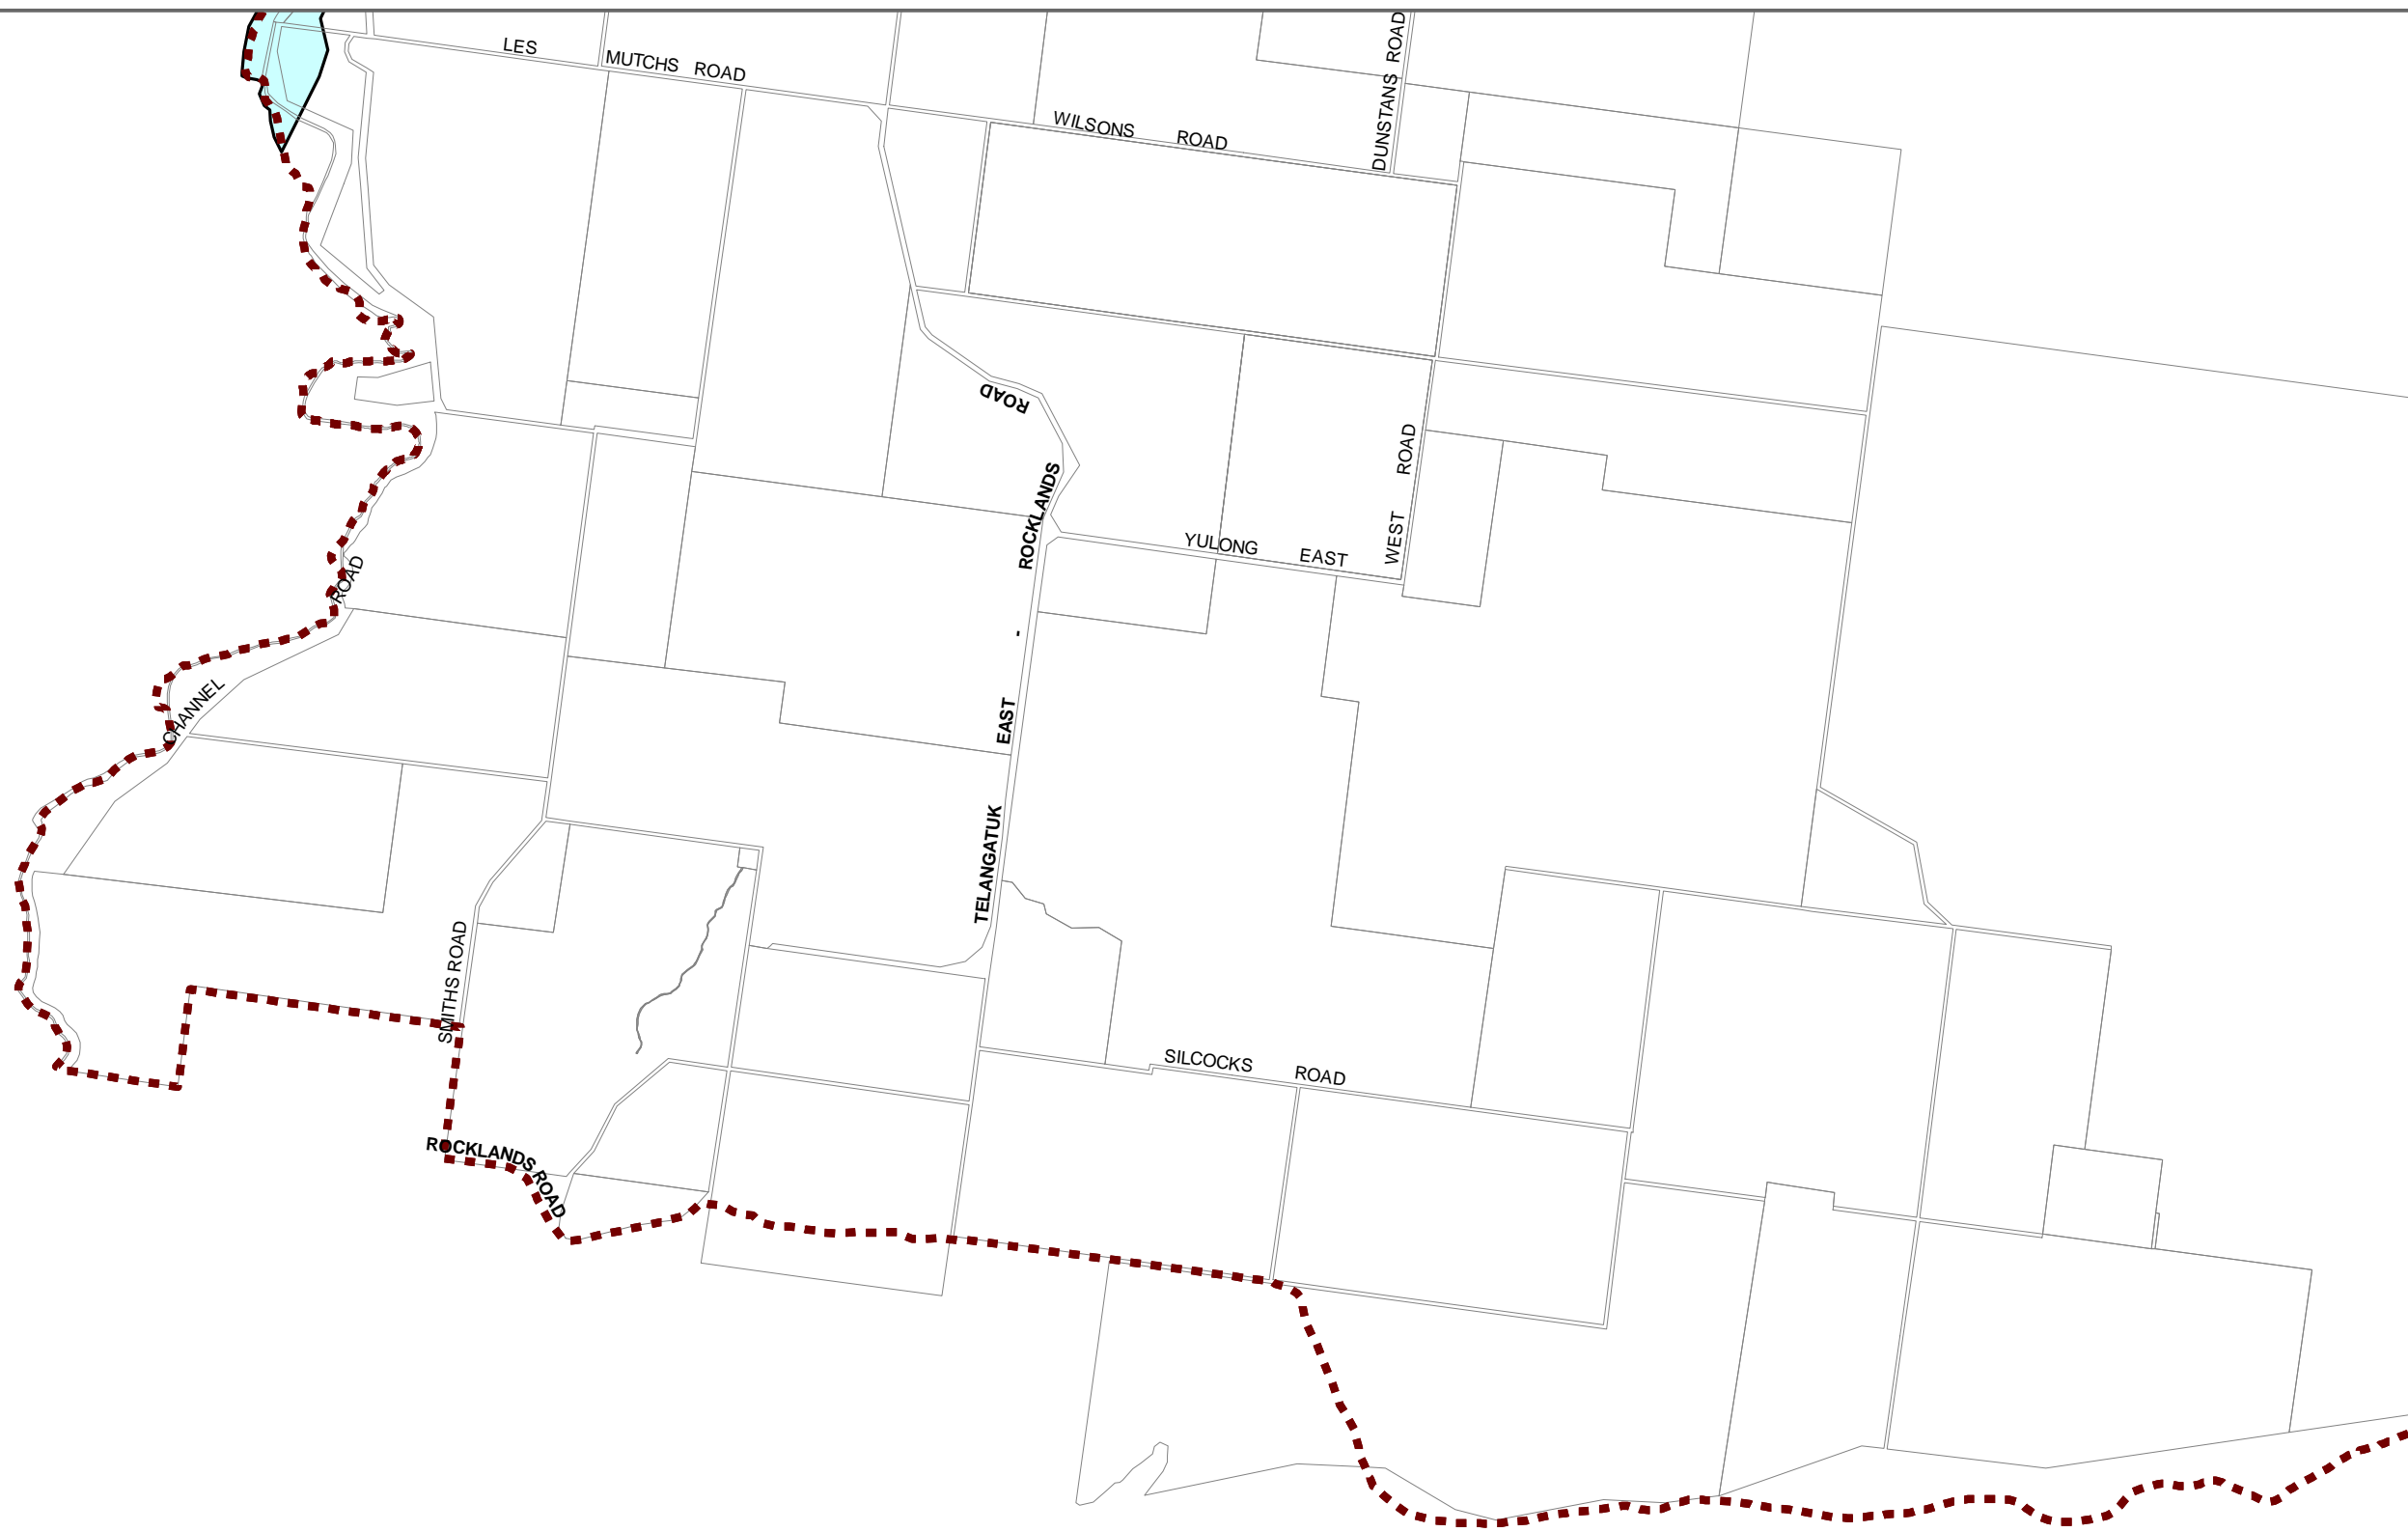 LES MUTCHS ROAD
DUNSTANS ROAD
WILSONS ROAD
ROAD
ROCKLANDS
-
EAST
TELANGATUK
WEST ROAD
YULONG EAST
ROAD
CHANNEL
SMITHS ROAD
SILCOCKS ROAD
ROCKLANDS ROAD